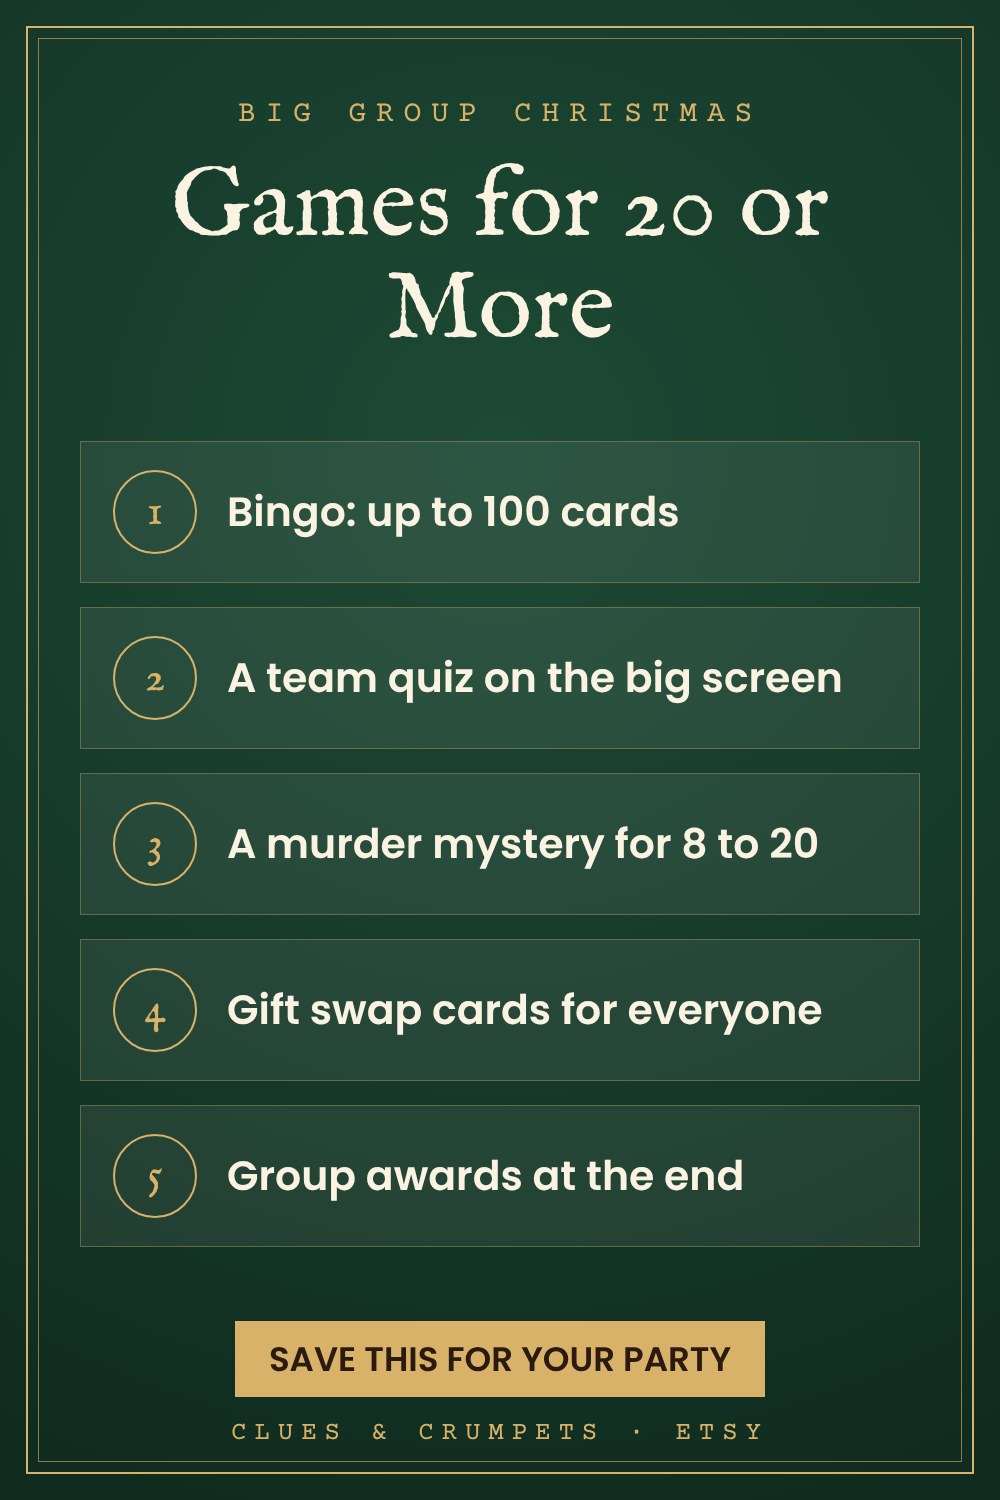 BIG GROUP CHRISTMAS
Games for 20 or
More
1 Bingo: up to 100 cards
2 A team quiz on the big screen
3 A murder mystery for 8 to 20
4 Gift swap cards for everyone
5 Group awards at the end
SAVE THIS FOR YOUR PARTY
CLUES & CRUMPETS · ETSY